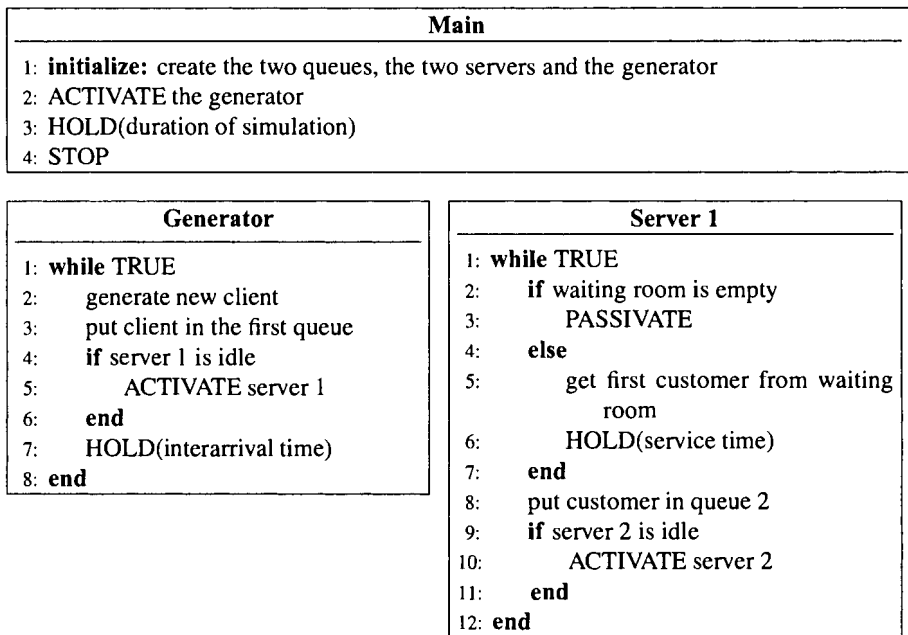 Main
1: initialize: create the two queues, the two servers and the generator
2: ACTIVATE the generator
3: HOLD(duration of simulation)
4: STOP
Generator
1: while TRUE
2: generate new client
3: put client in the first queue
4: if server 1 is idle
5: ACTIVATE server 1
6: end
7: HOLD(interarrival time)
8: end
Server 1
1: while TRUE
2: if waiting room is empty
3: PASSIVATE
4: else
5: get first customer from waiting
room
6: HOLD(service time)
7: end
8: put customer in queue 2
9: if server 2 is idle
10: ACTIVATE server 2
11: end
12: end